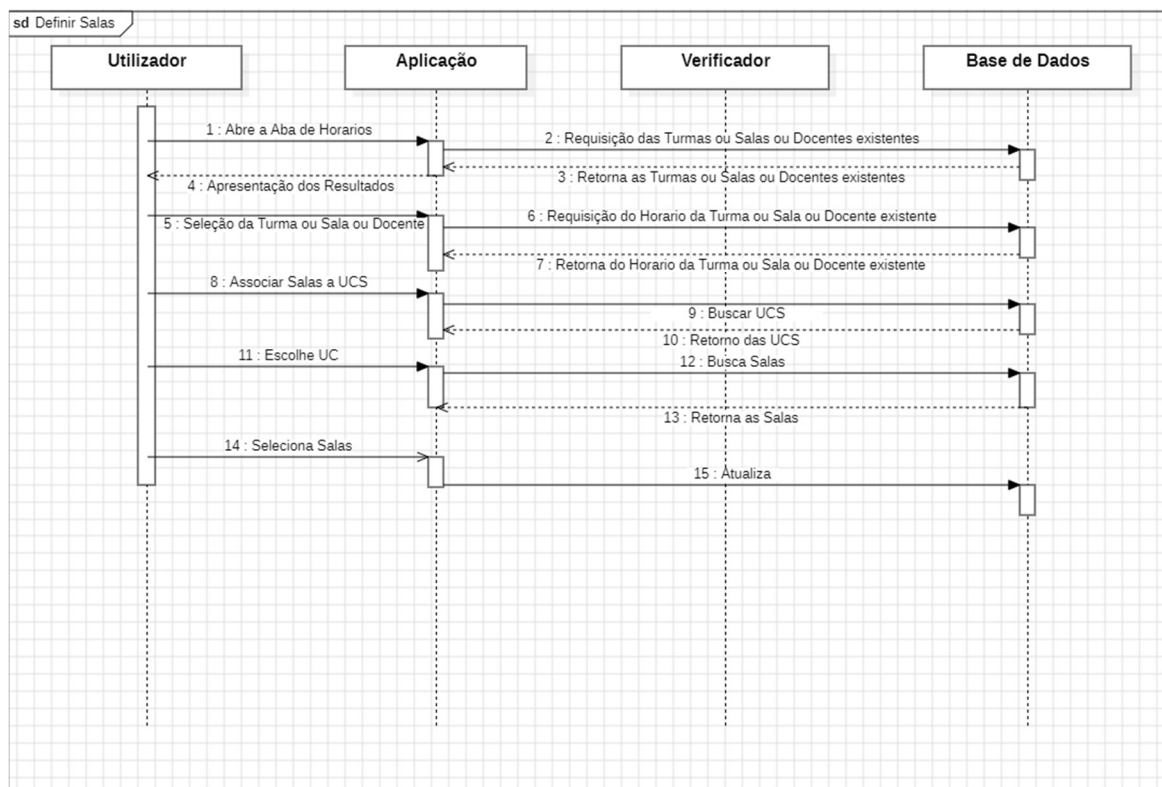 sd Definir Salas
Utilizador
Aplicação
Verificador
Base de Dados
1 : Abre a Aba de Horarios
2 : Requisição das Turmas ou Salas ou Docentes existentes
3 : Retorna as Turmas ou Salas ou Docentes existentes
4 : Apresentação dos Resultados
5 : Seleção da Turma ou Sala ou Docente
6 : Requisição do Horario da Turma ou Sala ou Docente existente
7 : Retorna do Horario da Turma ou Sala ou Docente existente
8 : Associar Salas a UCS
9 : Buscar UCS
10 : Retorno das UCS
11 : Escolhe UC
12 : Busca Salas
13 : Retorna as Salas
14 : Seleciona Salas
15 : Atualiza